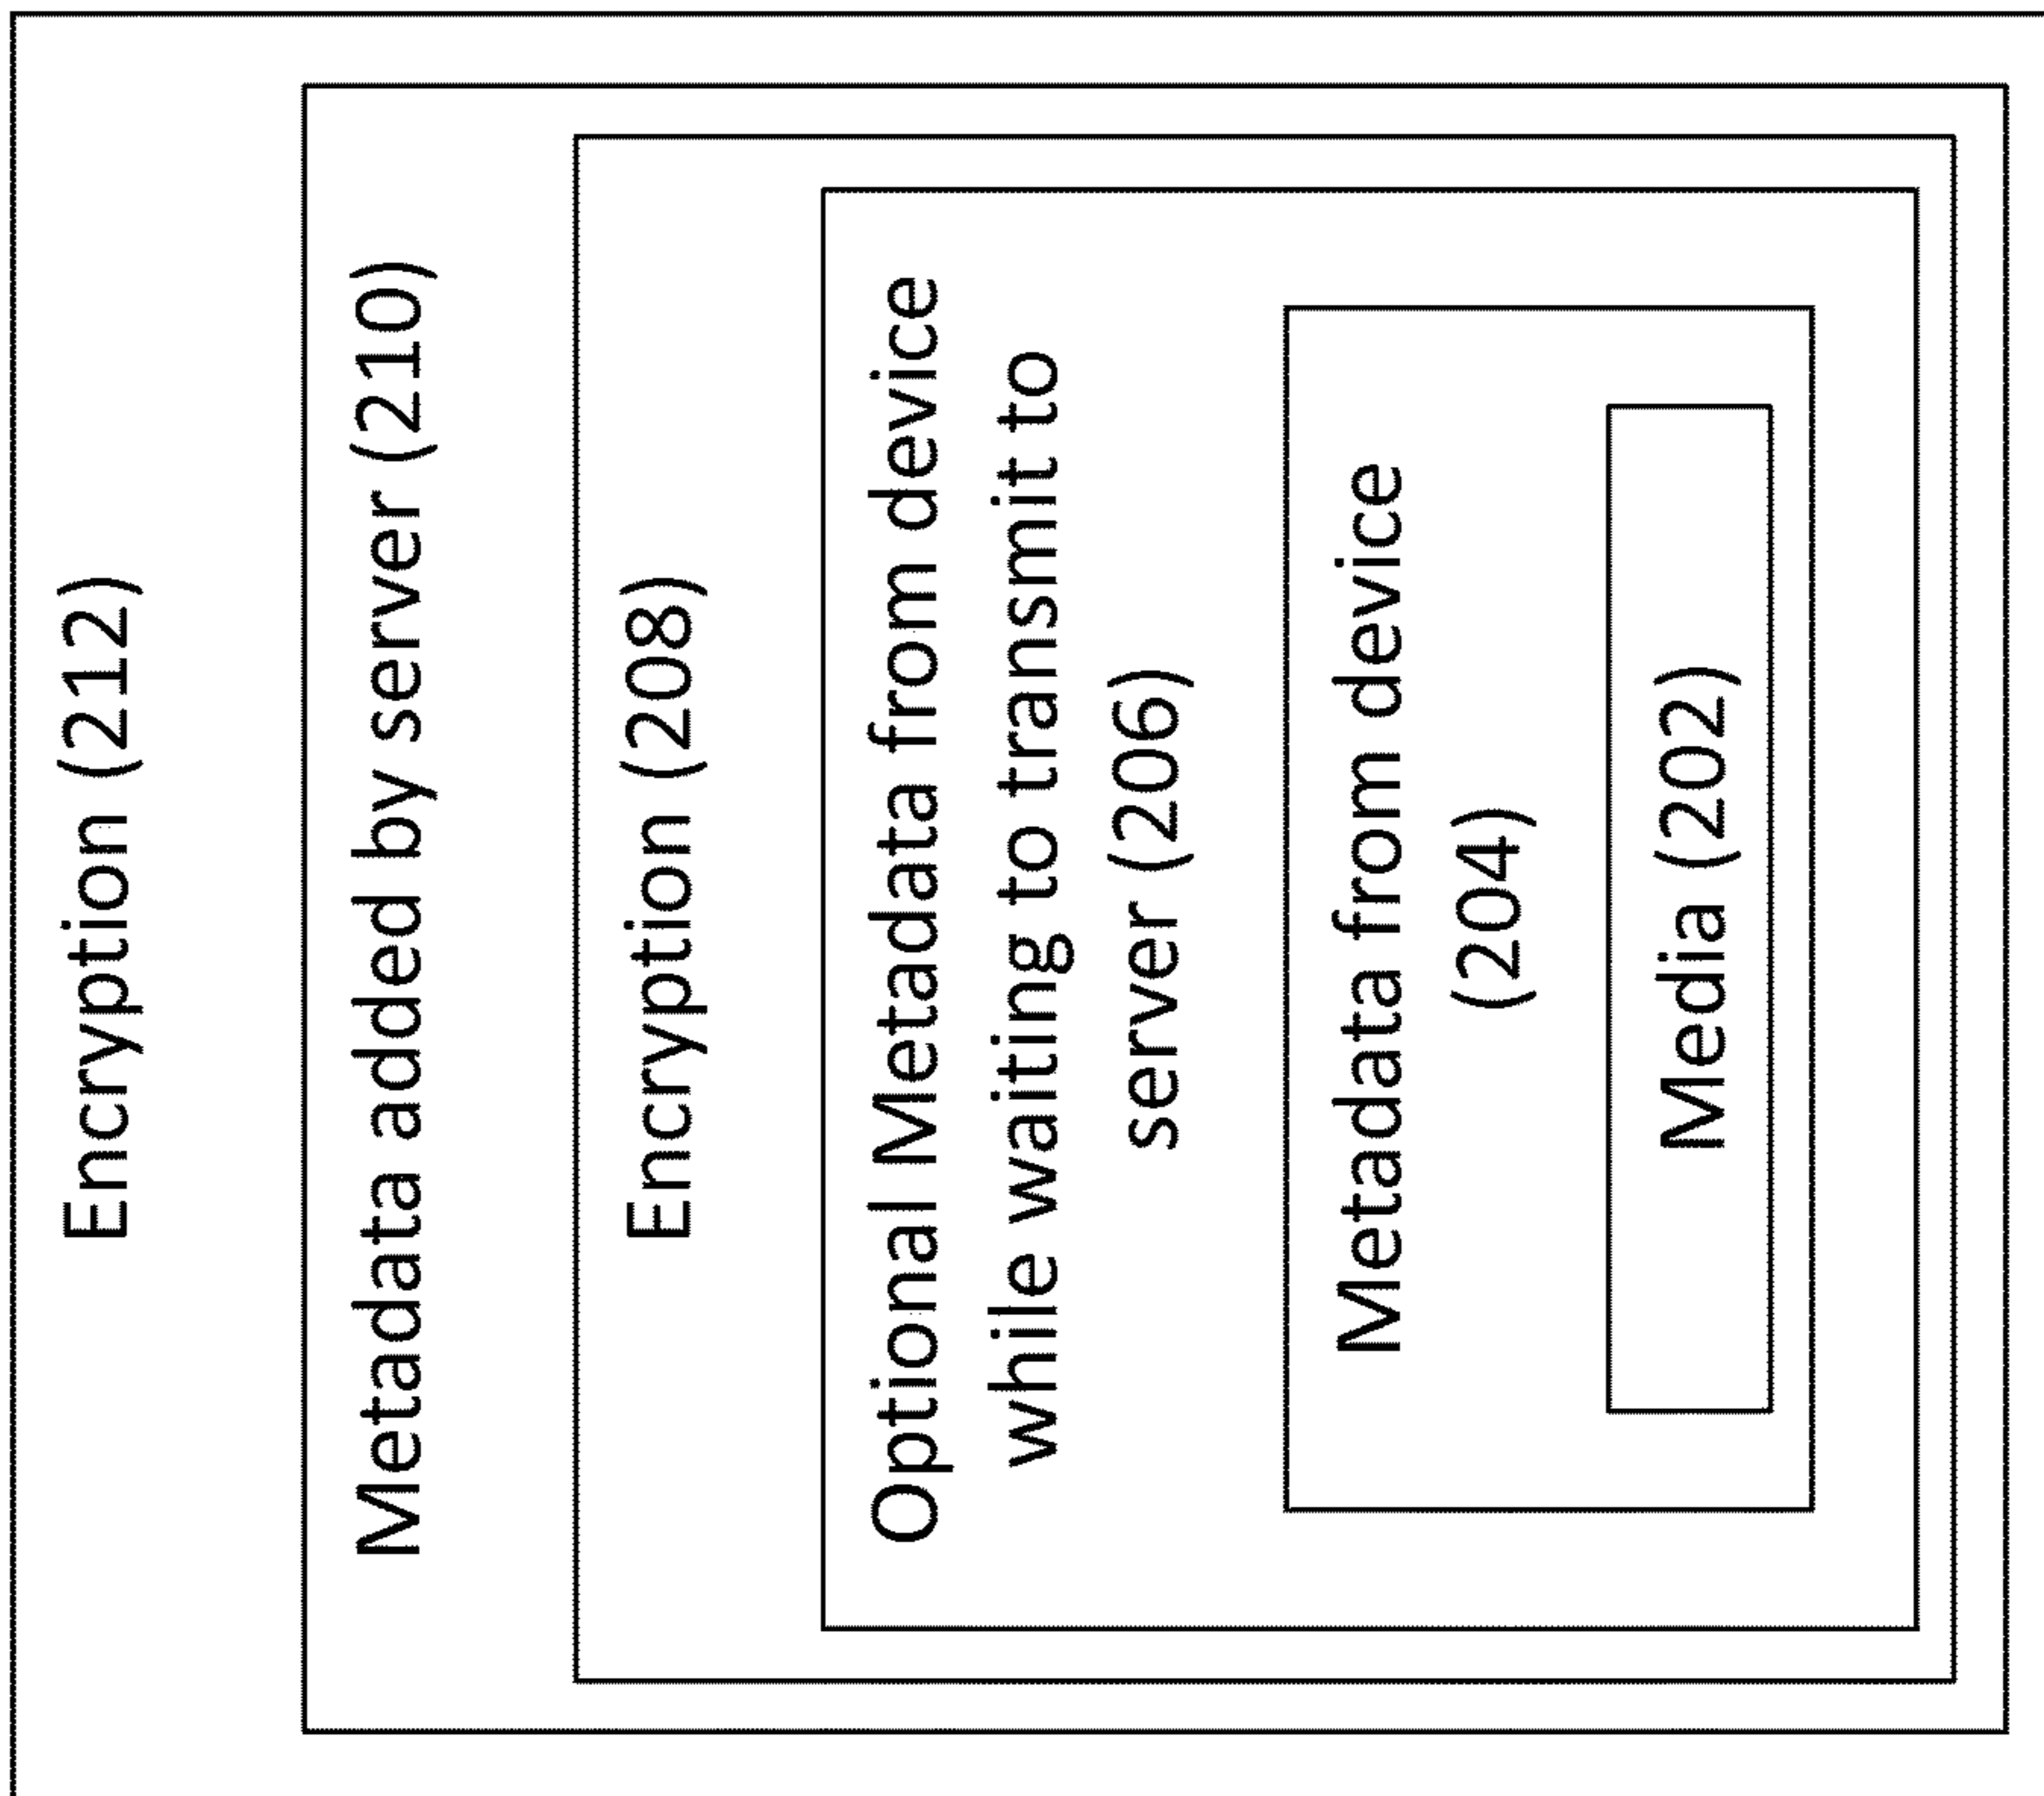 Encryption (212)
Metadata added by server (210)
Encryption (208)
Optional Metadata from device
while waiting to transmit to
server (206)
Metadata from device
(204)
Media (202)